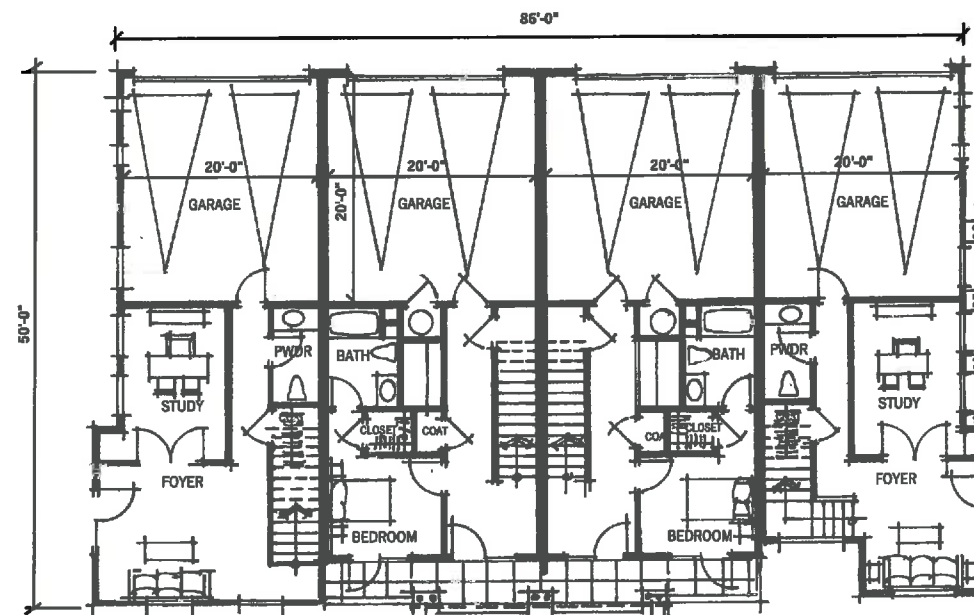 86'-0"
20'-0"
20'-0"
20'-0"
20'-0"
GARAGE
GARAGE
GARAGE
GARAGE
20'-0"
50'-0"
PWDR
BATH
BATH
PWDR
STUDY
STUDY
CLOSET
COAT
CLOSET
FOYER
FOYER
BEDROOM
BEDROOM